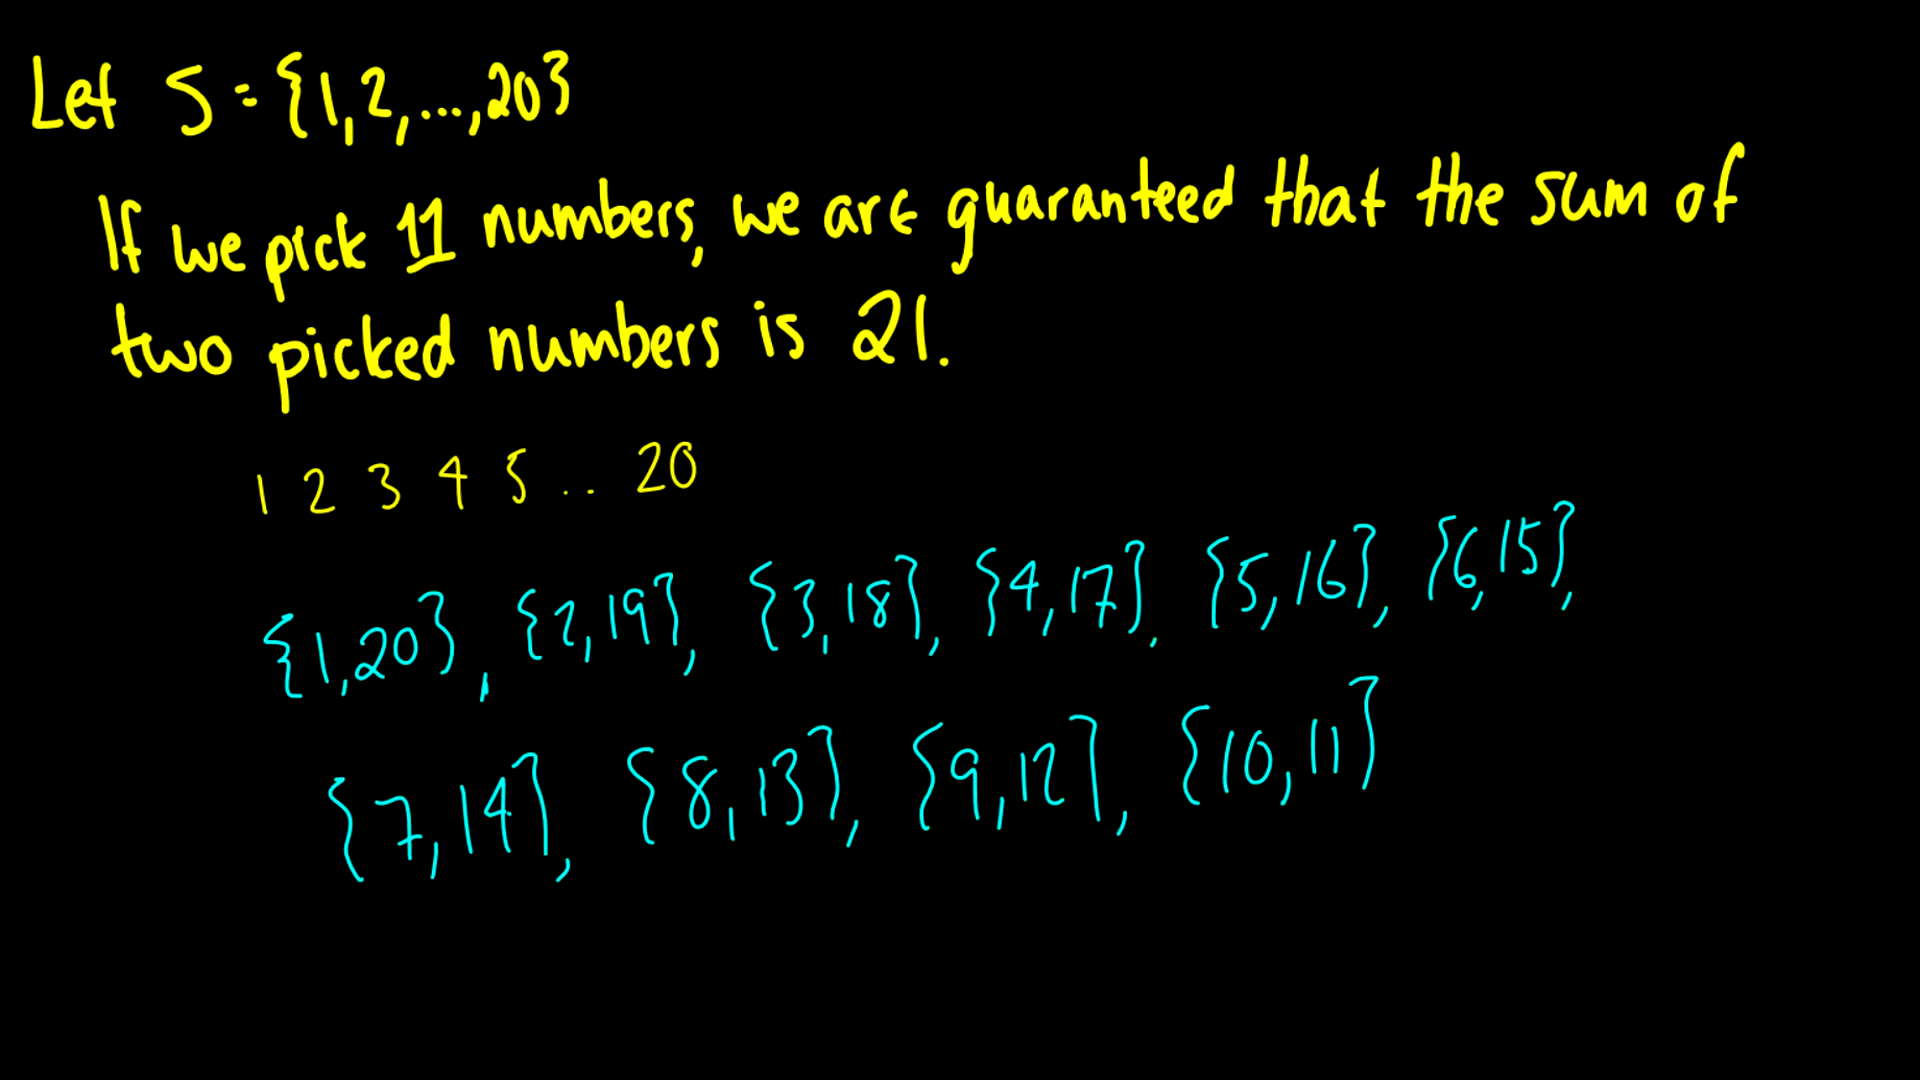 Let S = {1,2,...,20}
If we pick 11 numbers, we are guaranteed that the sum of
two picked numbers is 21.
1 2 3 4 5 .. 20
{1,20}, {2,19}, {3,18}, {4,17}, {5,16}, {6,15},
{7,14}, {8,13}, {9,12}, {10,11}